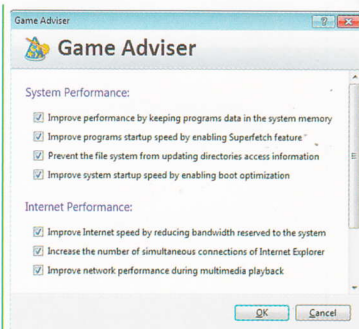 Game Adviser
Game Adviser
System Performance:
Improve performance by keeping programs data in the system memory
Improve programs startup speed by enabling Superfetch feature
Prevent the file system from updating directories access information
Improve system startup speed by enabling boot optimization
Internet Performance:
Improve Internet speed by reducing bandwidth reserved to the system
Increase the number of simultaneous connections of Internet Explorer
Improve network performance during multimedia playback
OK Cancel